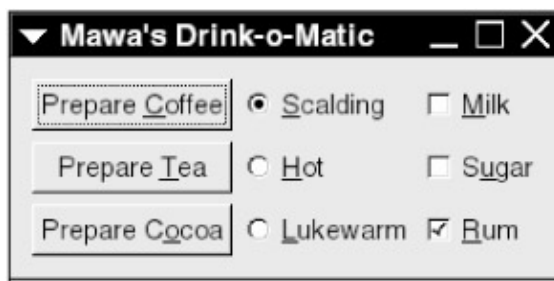 Mawa's Drink-o-Matic
Prepare Coffee Scalding Milk
Prepare Tea Hot Sugar
Prepare Cocoa Lukewarm Rum